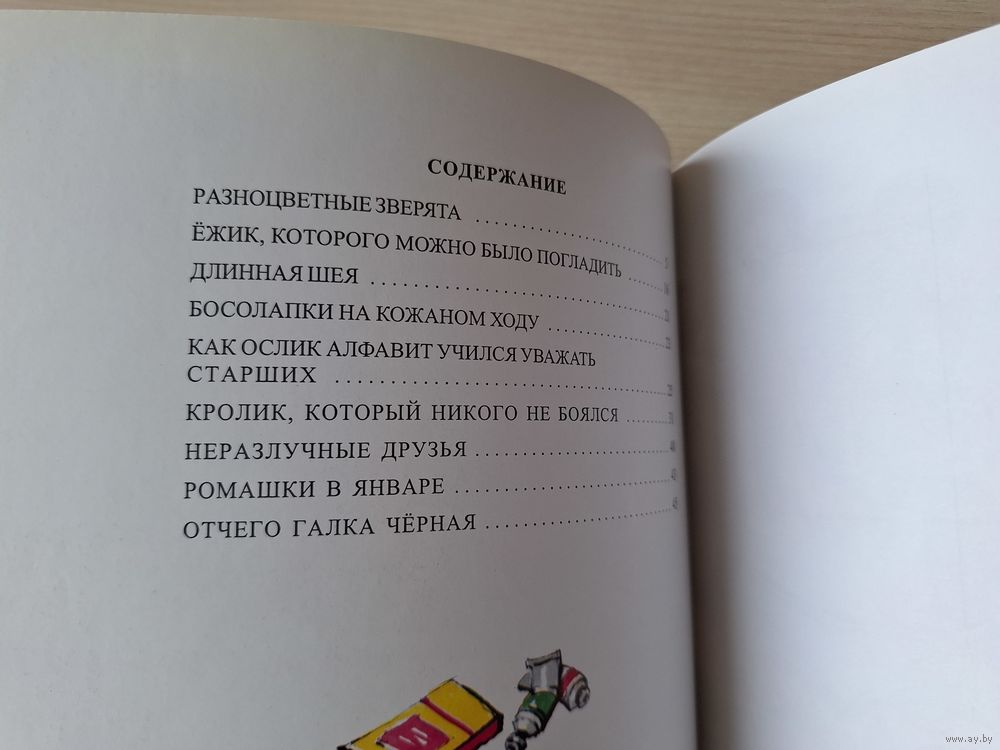 СОДЕРЖАНИЕ
РАЗНОЦВЕТНЫЕ ЗВЕРЯТА
ЁЖИК, КОТОРОГО МОЖНО БЫЛО ПОГЛАДИТЬ
ДЛИННАЯ ШЕЯ
БОСОЛАПКИ НА КОЖАНОМ ХОДУ
КАК ОСЛИК АЛФАВИТ УЧИЛСЯ УВАЖАТЬ
СТАРШИХ
КРОЛИК, КОТОРЫЙ НИКОГО НЕ БОЯЛСЯ
НЕРАЗЛУЧНЫЕ ДРУЗЬЯ
РОМАШКИ В ЯНВАРЕ
ОТЧЕГО ГАЛКА ЧЁРНАЯ
www.ay.by